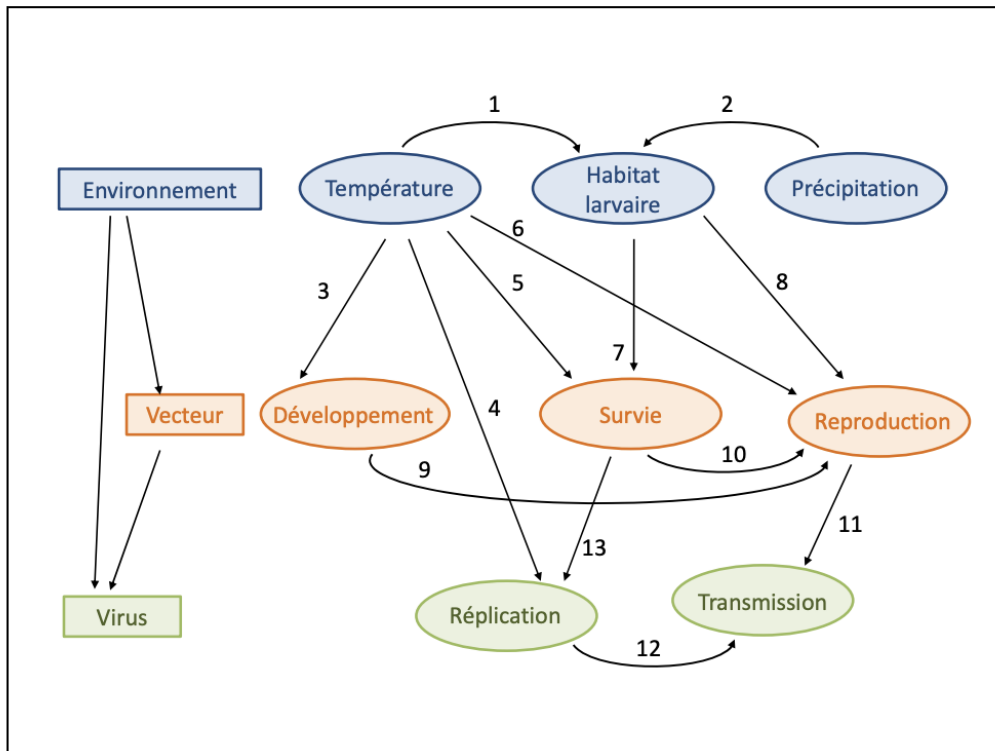 1
2
Environnement
Température
Habitat
larvaire
Précipitation
6
3
5
8
7
Vecteur
Développement
4
Survie
Reproduction
9
10
11
13
Virus
Réplication
Transmission
12